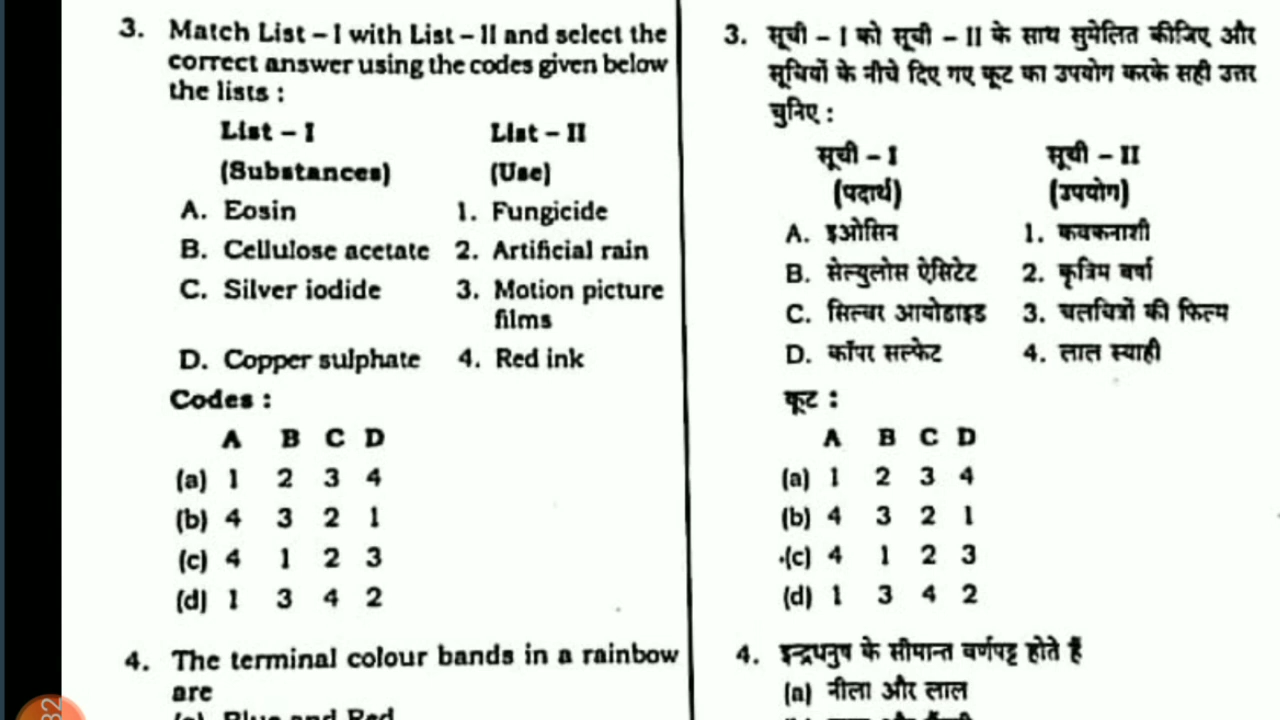 3. Match List – I with List – II and select the
correct answer using the codes given below
the lists :
List – I List – II
(Substances) (Use)
A. Eosin 1. Fungicide
B. Cellulose acetate 2. Artificial rain
C. Silver iodide 3. Motion picture
films
D. Copper sulphate 4. Red ink
Codes :
A B C D
(a) 1 2 3 4
(b) 4 3 2 1
(c) 4 1 2 3
(d) 1 3 4 2
4. The terminal colour bands in a rainbow
are
(a) Blue and Red
3. सूची – I को सूची – II के साथ सुमेलित कीजिए और
सूचियों के नीचे दिए गए कूट का उपयोग करके सही उत्तर
चुनिए :
सूची – I सूची – II
(पदार्थ) (उपयोग)
A. इओसिन 1. कवकनाशी
B. सेल्युलोस ऐसिटेट 2. कृत्रिम वर्षा
C. सिल्वर आयोडाइड 3. चलचित्रों की फिल्म
D. कॉपर सल्फेट 4. लाल स्याही
कूट :
A B C D
(a) 1 2 3 4
(b) 4 3 2 1
(c) 4 1 2 3
(d) 1 3 4 2
4. इन्द्रधनुष के सीमान्त वर्णपट्ट होते हैं
(a) नीला और लाल
32